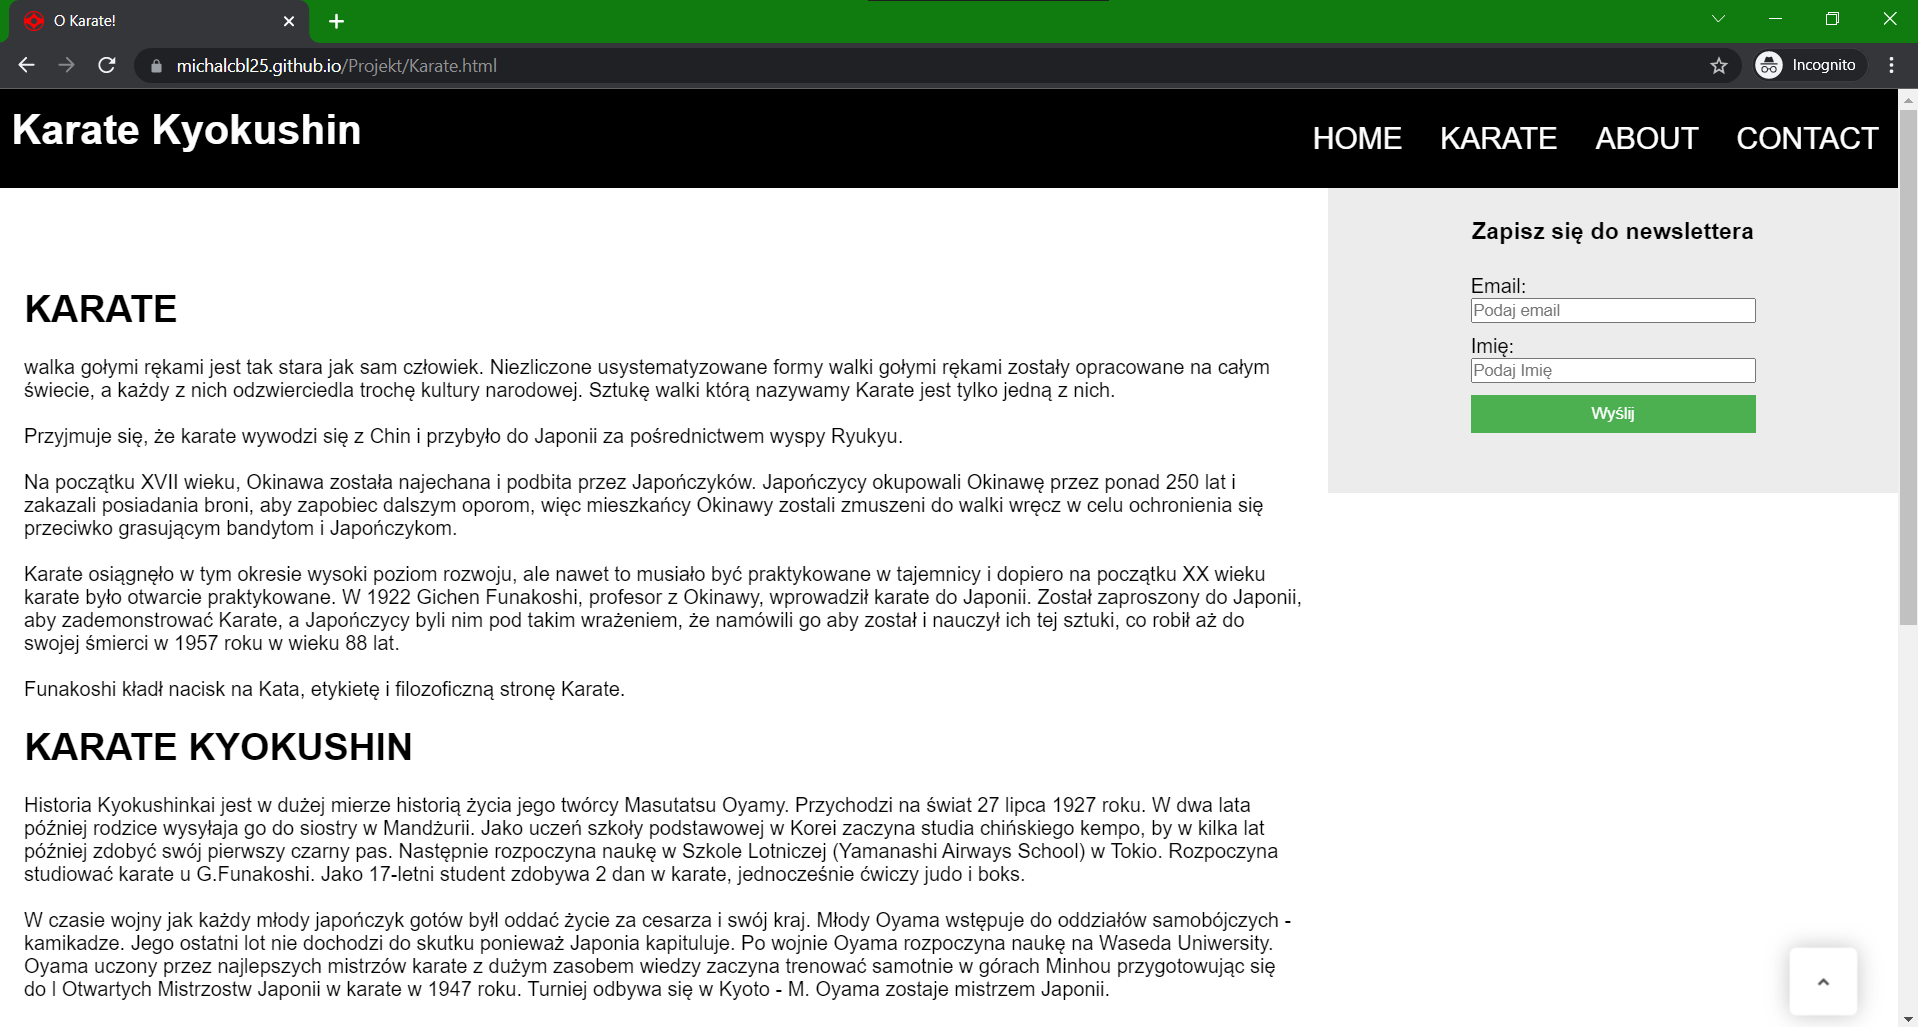 O Karate!
michalcbl25.github.io/Projekt/Karate.html
Incognito
Karate Kyokushin
HOME KARATE ABOUT CONTACT
Zapisz się do newslettera
Email:
Podaj email
Imię:
Podaj Imię
Wyślij
KARATE
walka gołymi rękami jest tak stara jak sam człowiek. Niezliczone usystematyzowane formy walki gołymi rękami zostały opracowane na całym
świecie, a każdy z nich odzwierciedla trochę kultury narodowej. Sztukę walki którą nazywamy Karate jest tylko jedną z nich.
Przyjmuje się, że karate wywodzi się z Chin i przybyło do Japonii za pośrednictwem wyspy Ryukyu.
Na początku XVII wieku, Okinawa została najechana i podbita przez Japończyków. Japończycy okupowali Okinawę przez ponad 250 lat i
zakazali posiadania broni, aby zapobiec dalszym oporom, więc mieszkańcy Okinawy zostali zmuszeni do walki wręcz w celu ochronienia się
przeciwko grasującym bandytom i Japończykom.
Karate osiągnęło w tym okresie wysoki poziom rozwoju, ale nawet to musiało być praktykowane w tajemnicy i dopiero na początku XX wieku
karate było otwarcie praktykowane. W 1922 Gichen Funakoshi, profesor z Okinawy, wprowadził karate do Japonii. Został zaproszony do Japonii,
aby zademonstrować Karate, a Japończycy byli nim pod takim wrażeniem, że namówili go aby został i nauczył ich tej sztuki, co robił aż do
swojej śmierci w 1957 roku w wieku 88 lat.
Funakoshi kładł nacisk na Kata, etykietę i filozoficzną stronę Karate.
KARATE KYOKUSHIN
Historia Kyokushinkai jest w dużej mierze historią życia jego twórcy Masutatsu Oyamy. Przychodzi na świat 27 lipca 1927 roku. W dwa lata
później rodzice wysyłaja go do siostry w Mandżurii. Jako uczeń szkoły podstawowej w Korei zaczyna studia chińskiego kempo, by w kilka lat
później zdobyć swój pierwszy czarny pas. Następnie rozpoczyna naukę w Szkole Lotniczej (Yamanashi Airways School) w Tokio. Rozpoczyna
studiować karate u G.Funakoshi. Jako 17-letni student zdobywa 2 dan w karate, jednocześnie ćwiczy judo i boks.
W czasie wojny jak każdy młody japończyk gotów byłl oddać życie za cesarza i swój kraj. Młody Oyama wstępuje do oddziałów samobójczych -
kamikadze. Jego ostatni lot nie dochodzi do skutku ponieważ Japonia kapituluje. Po wojnie Oyama rozpoczyna naukę na Waseda Uniwersity.
Oyama uczony przez najlepszych mistrzów karate z dużym zasobem wiedzy zaczyna trenować samotnie w górach Minhou przygotowując się
do I Otwartych Mistrzostw Japonii w karate w 1947 roku. Turniej odbywa się w Kyoto - M. Oyama zostaje mistrzem Japonii.